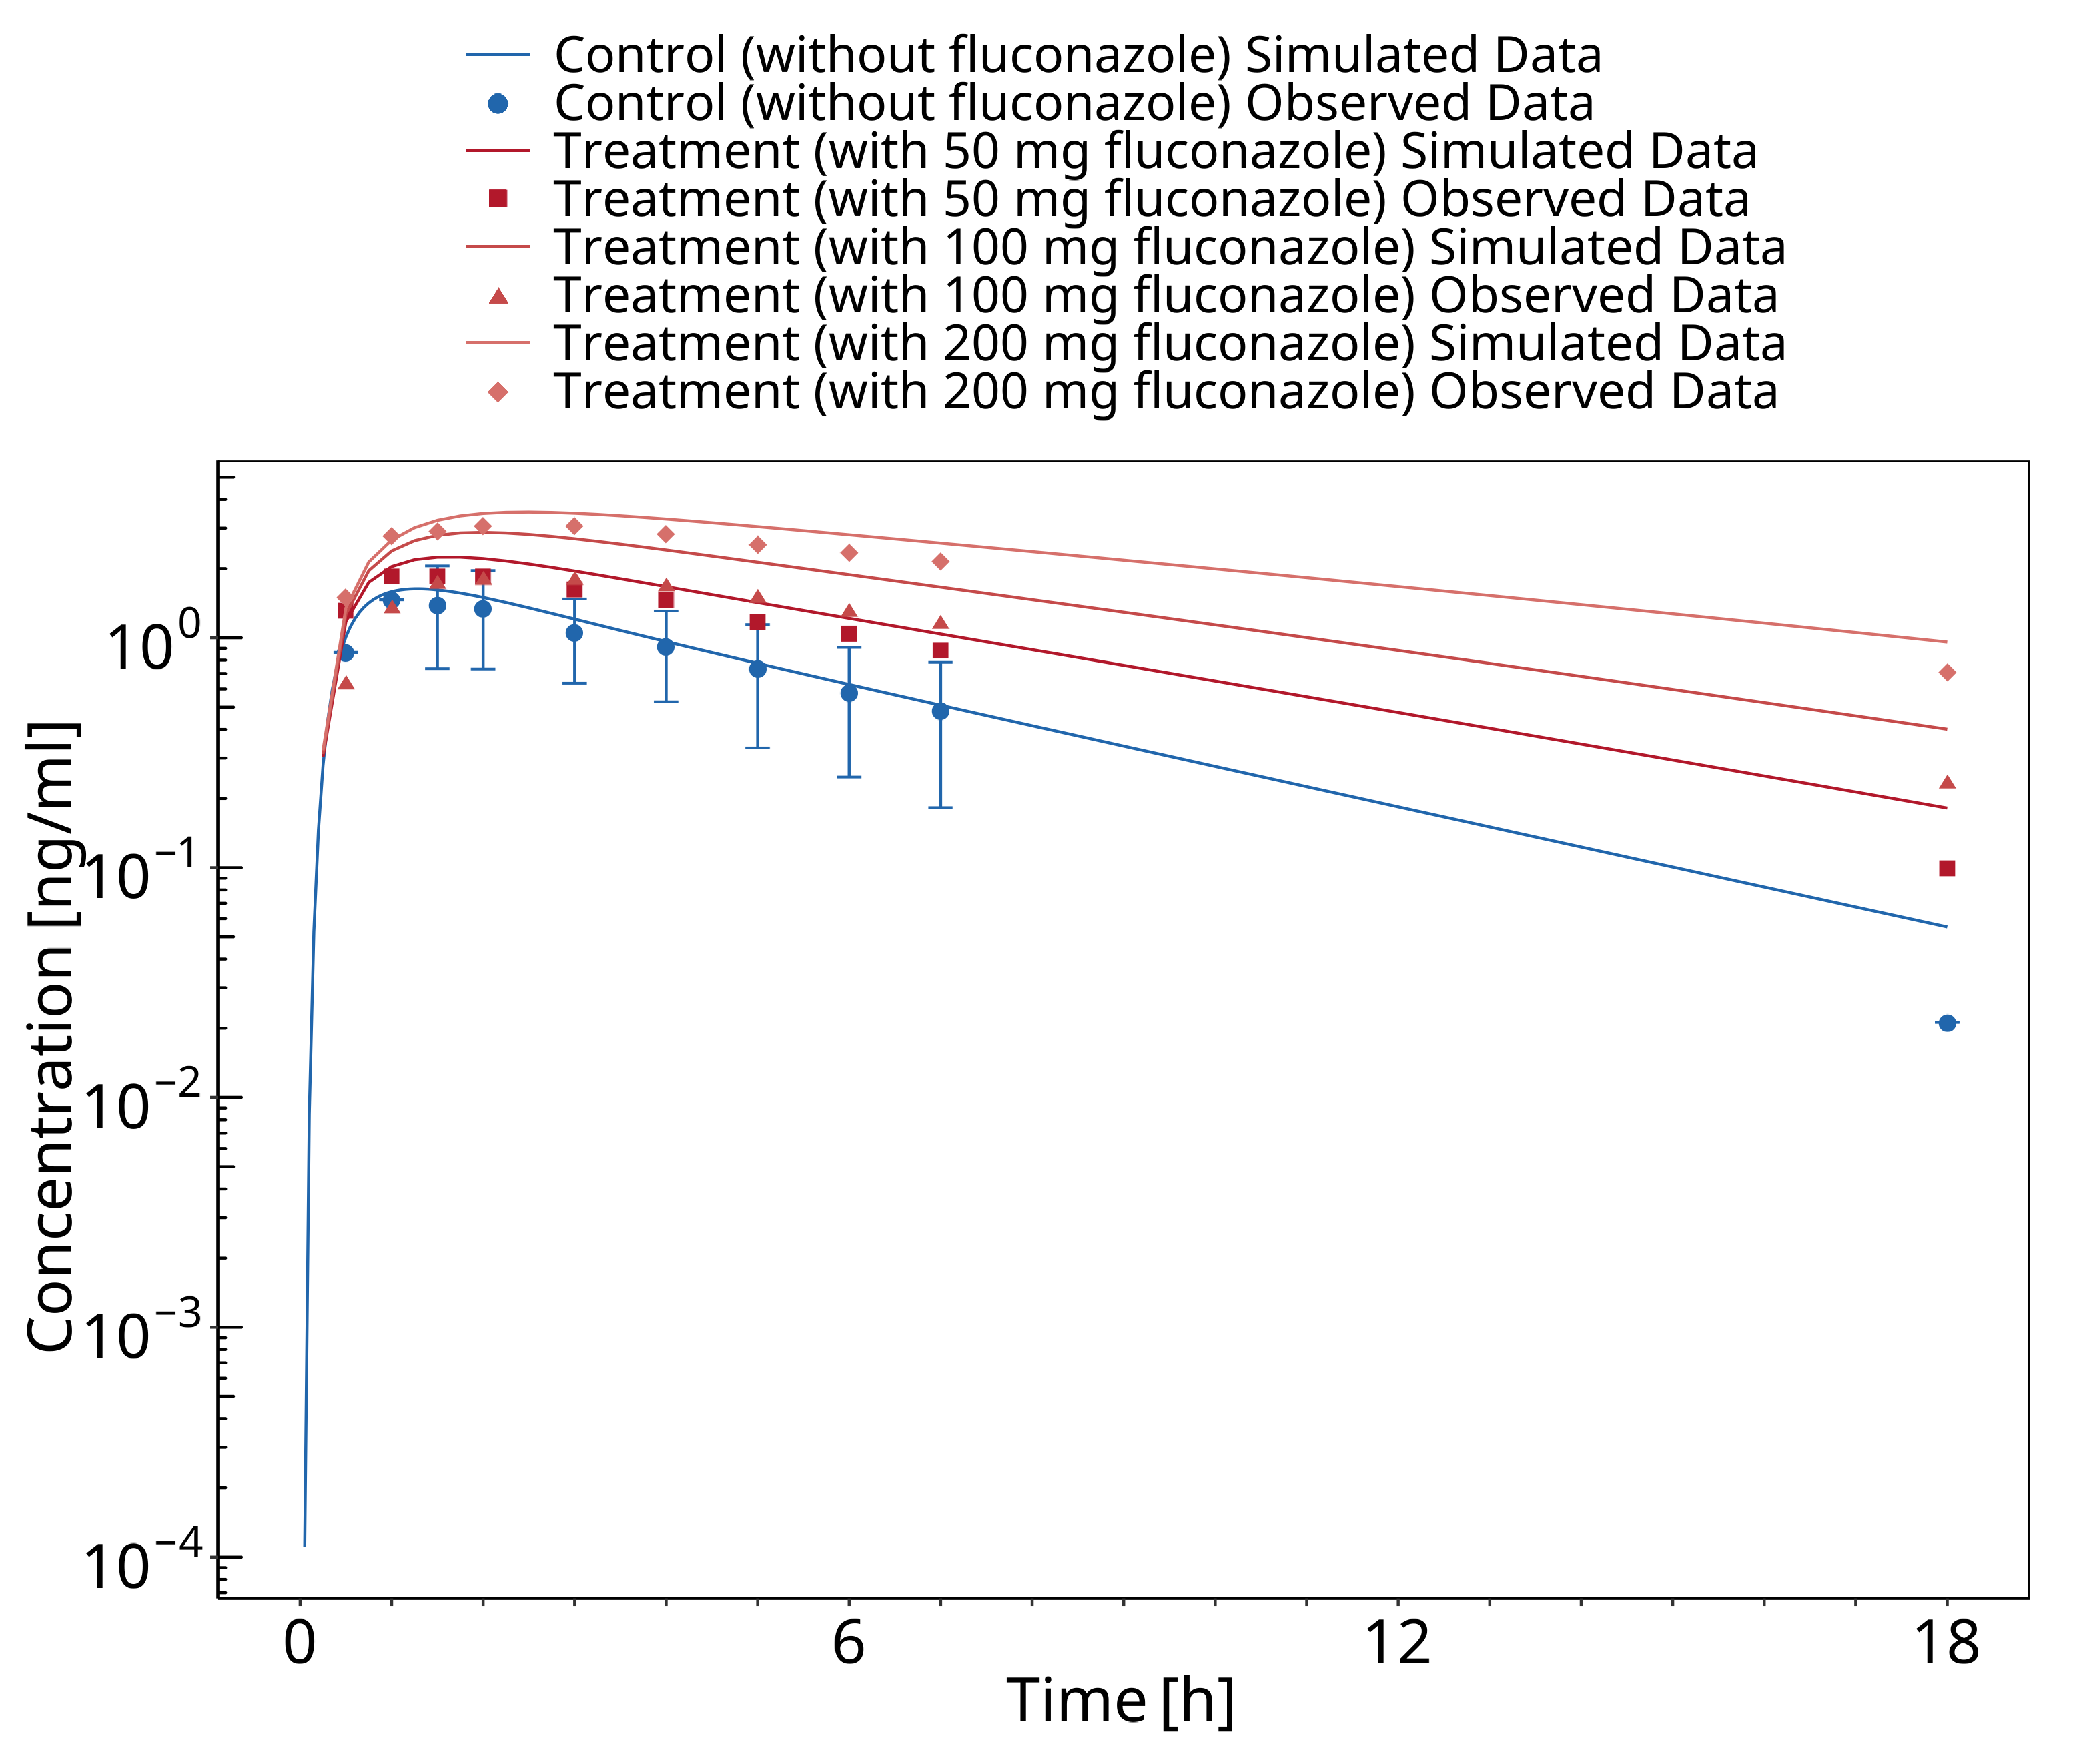 Control (without fluconazole) Simulated Data
Control (without fluconazole) Observed Data
Treatment (with 50 mg fluconazole) Simulated Data
Treatment (with 50 mg fluconazole) Observed Data
Treatment (with 100 mg fluconazole) Simulated Data
Treatment (with 100 mg fluconazole) Observed Data
Treatment (with 200 mg fluconazole) Simulated Data
Treatment (with 200 mg fluconazole) Observed Data
Concentration [ng/ml]
10⁰
10⁻¹
10⁻²
10⁻³
10⁻⁴
0 6 12 18
Time [h]